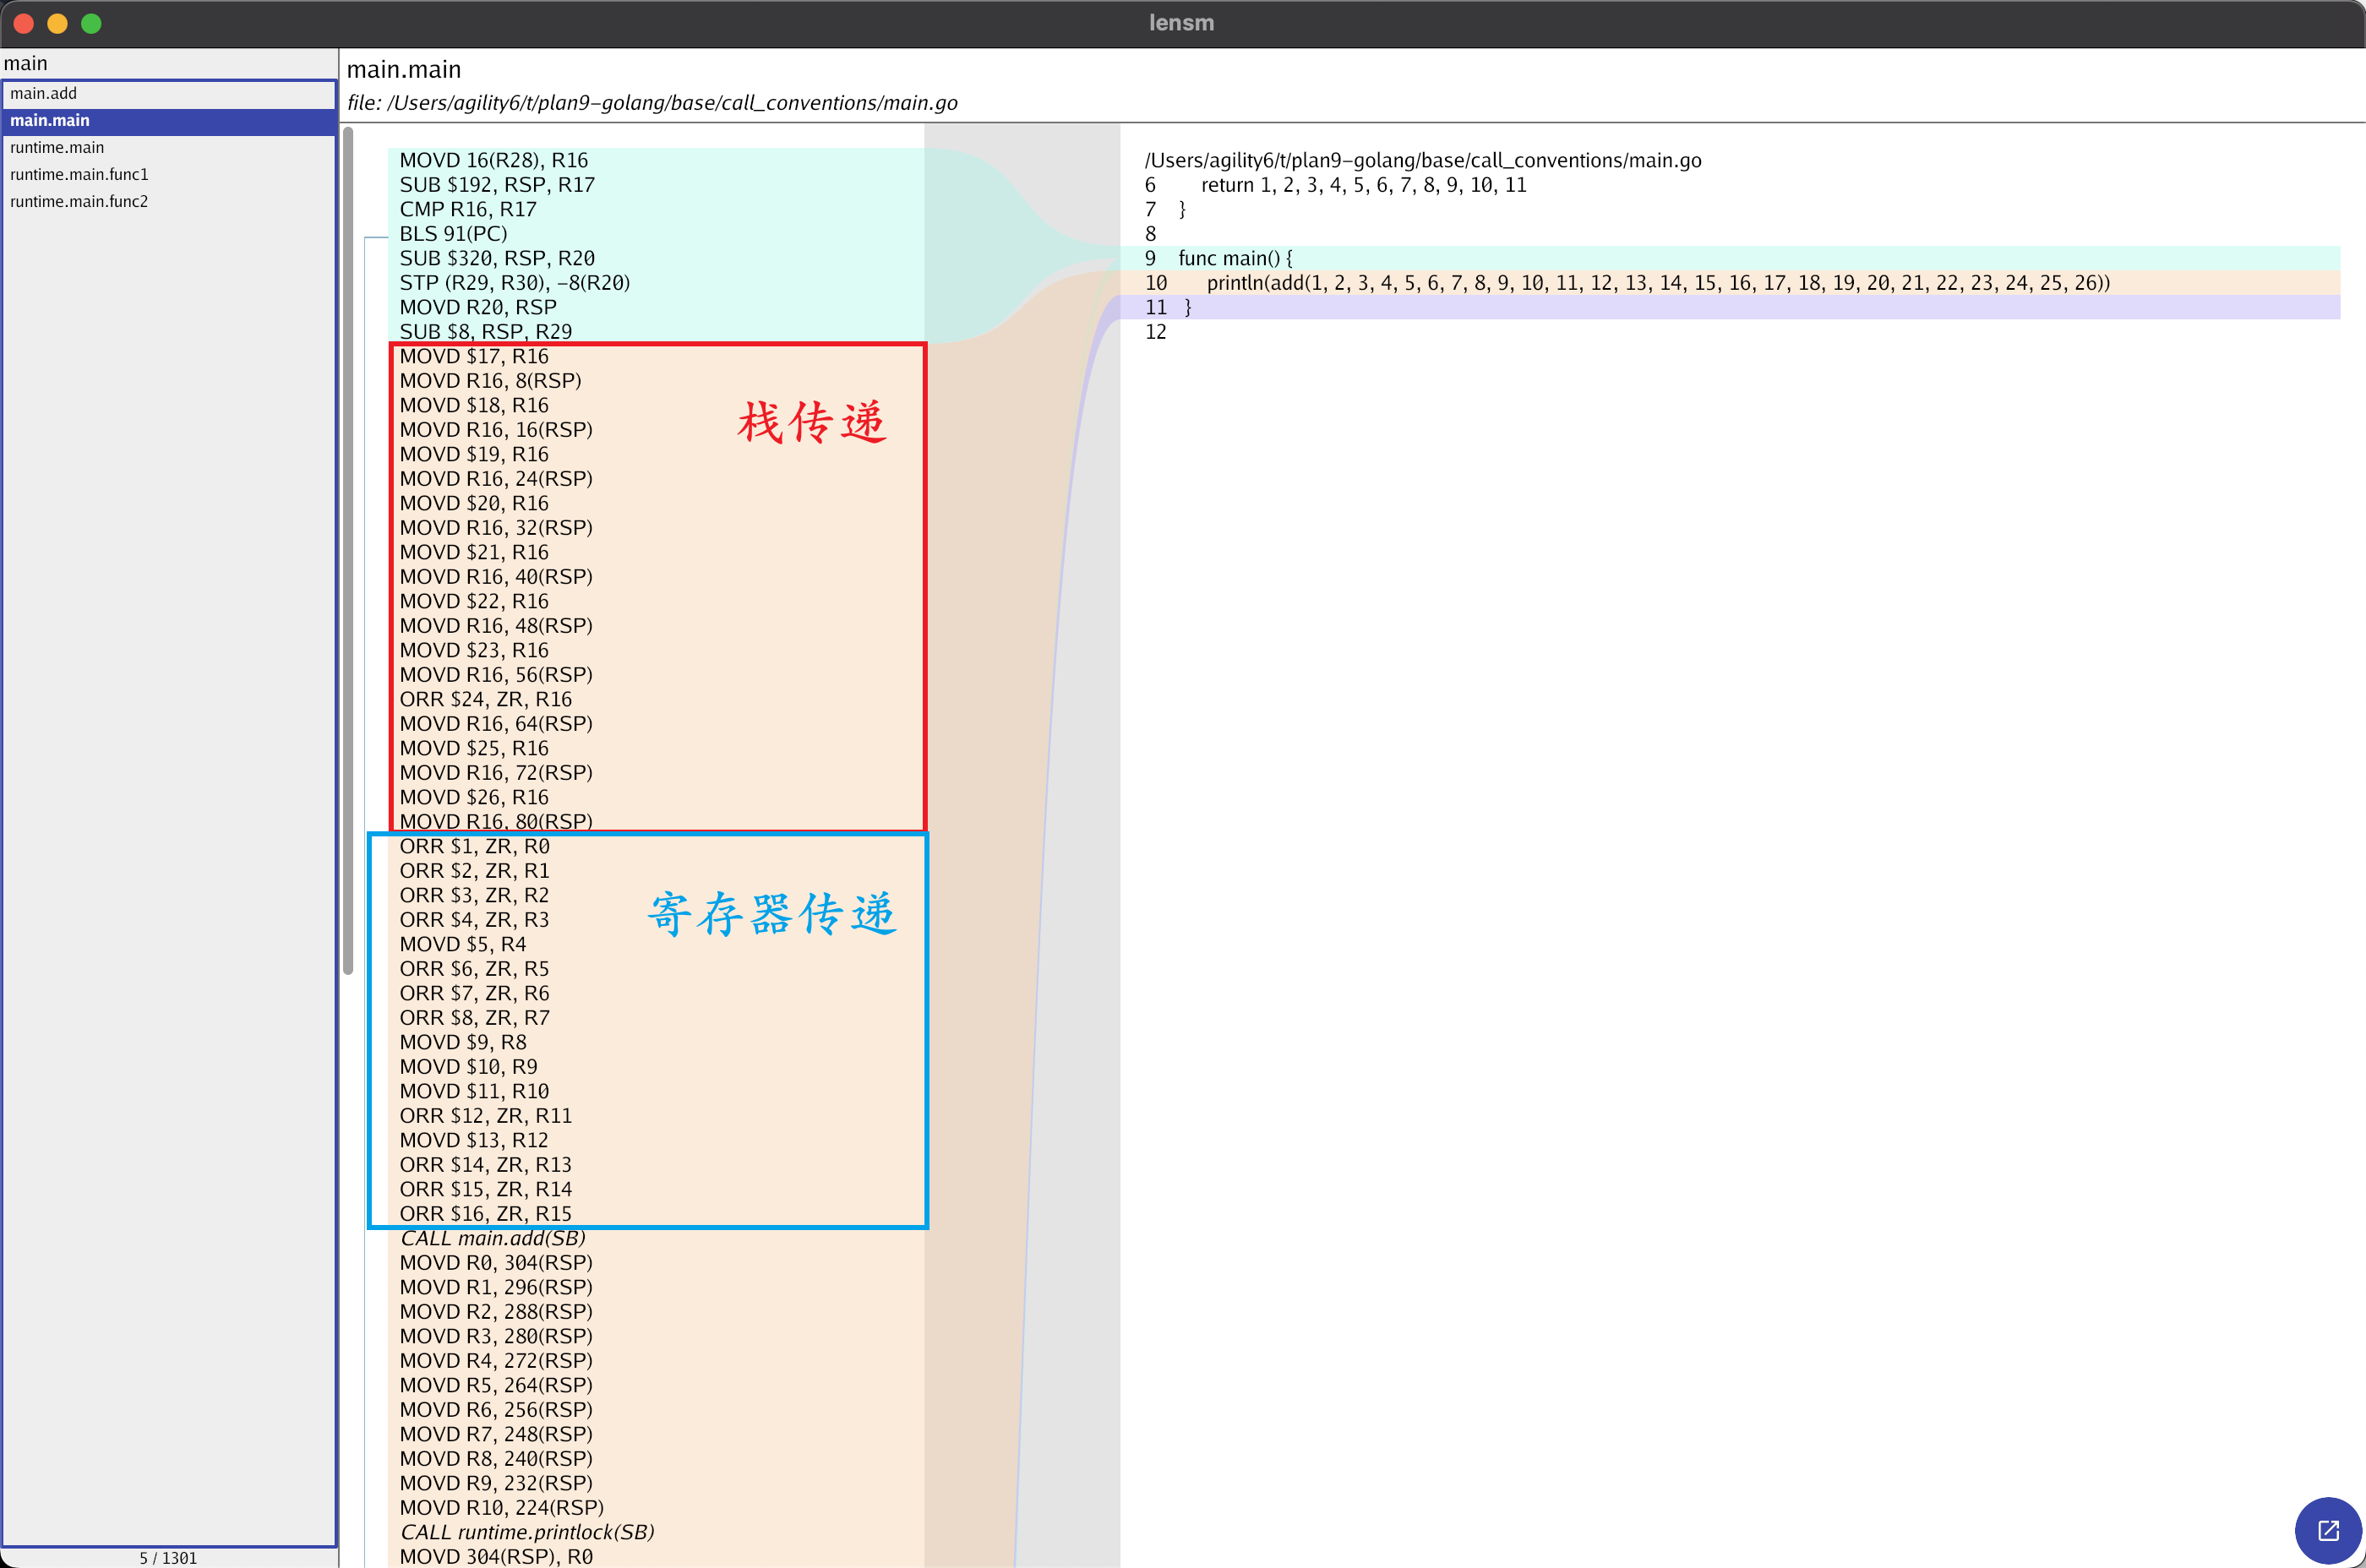 lensm
main
main.add
main.main
runtime.main
runtime.main.func1
runtime.main.func2
5 / 1301
main.main
file: /Users/agility6/t/plan9-golang/base/call_conventions/main.go
MOVD 16(R28), R16
SUB $192, RSP, R17
CMP R16, R17
BLS 91(PC)
SUB $320, RSP, R20
STP (R29, R30), -8(R20)
MOVD R20, RSP
SUB $8, RSP, R29
MOVD $17, R16
MOVD R16, 8(RSP)
MOVD $18, R16
MOVD R16, 16(RSP)
MOVD $19, R16
MOVD R16, 24(RSP)
MOVD $20, R16
MOVD R16, 32(RSP)
MOVD $21, R16
MOVD R16, 40(RSP)
MOVD $22, R16
MOVD R16, 48(RSP)
MOVD $23, R16
MOVD R16, 56(RSP)
ORR $24, ZR, R16
MOVD R16, 64(RSP)
MOVD $25, R16
MOVD R16, 72(RSP)
MOVD $26, R16
MOVD R16, 80(RSP)
栈传递
ORR $1, ZR, R0
ORR $2, ZR, R1
ORR $3, ZR, R2
ORR $4, ZR, R3
MOVD $5, R4
ORR $6, ZR, R5
ORR $7, ZR, R6
ORR $8, ZR, R7
MOVD $9, R8
MOVD $10, R9
MOVD $11, R10
ORR $12, ZR, R11
MOVD $13, R12
ORR $14, ZR, R13
ORR $15, ZR, R14
ORR $16, ZR, R15
寄存器传递
CALL main.add(SB)
MOVD R0, 304(RSP)
MOVD R1, 296(RSP)
MOVD R2, 288(RSP)
MOVD R3, 280(RSP)
MOVD R4, 272(RSP)
MOVD R5, 264(RSP)
MOVD R6, 256(RSP)
MOVD R7, 248(RSP)
MOVD R8, 240(RSP)
MOVD R9, 232(RSP)
MOVD R10, 224(RSP)
CALL runtime.printlock(SB)
MOVD 304(RSP), R0
/Users/agility6/t/plan9-golang/base/call_conventions/main.go
6 return 1, 2, 3, 4, 5, 6, 7, 8, 9, 10, 11
7 }
8
9 func main() {
10 println(add(1, 2, 3, 4, 5, 6, 7, 8, 9, 10, 11, 12, 13, 14, 15, 16, 17, 18, 19, 20, 21, 22, 23, 24, 25, 26))
11 }
12